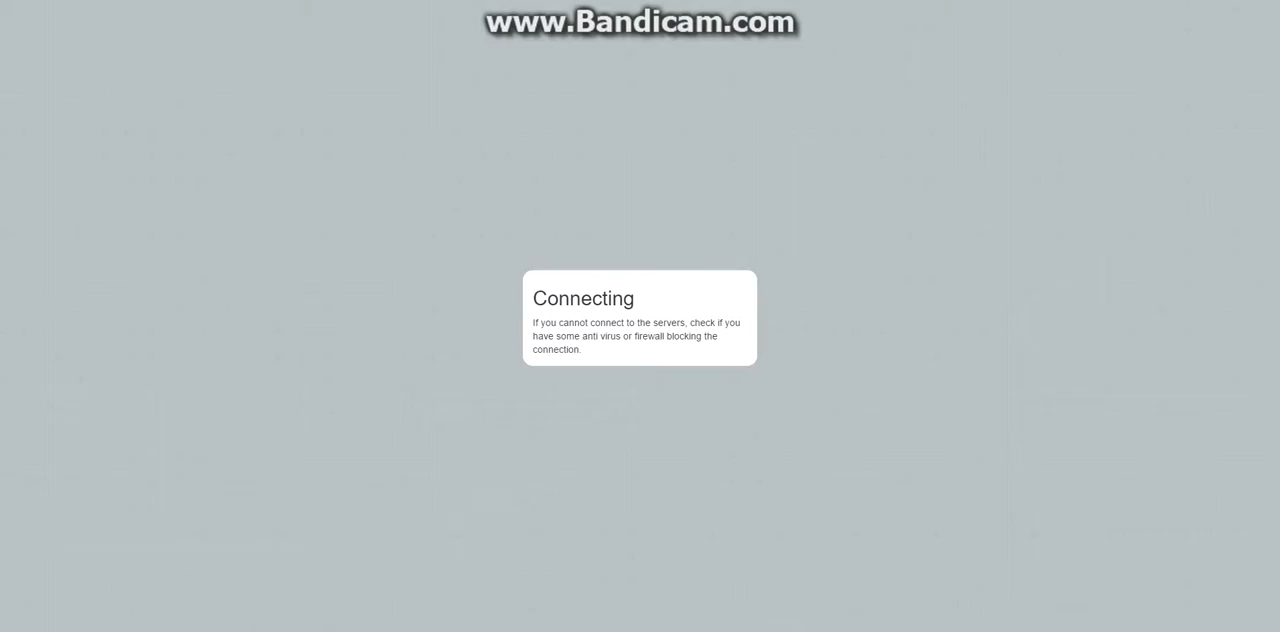 www.Bandicam.com
Connecting
If you cannot connect to the servers, check if you
have some anti virus or firewall blocking the
connection.